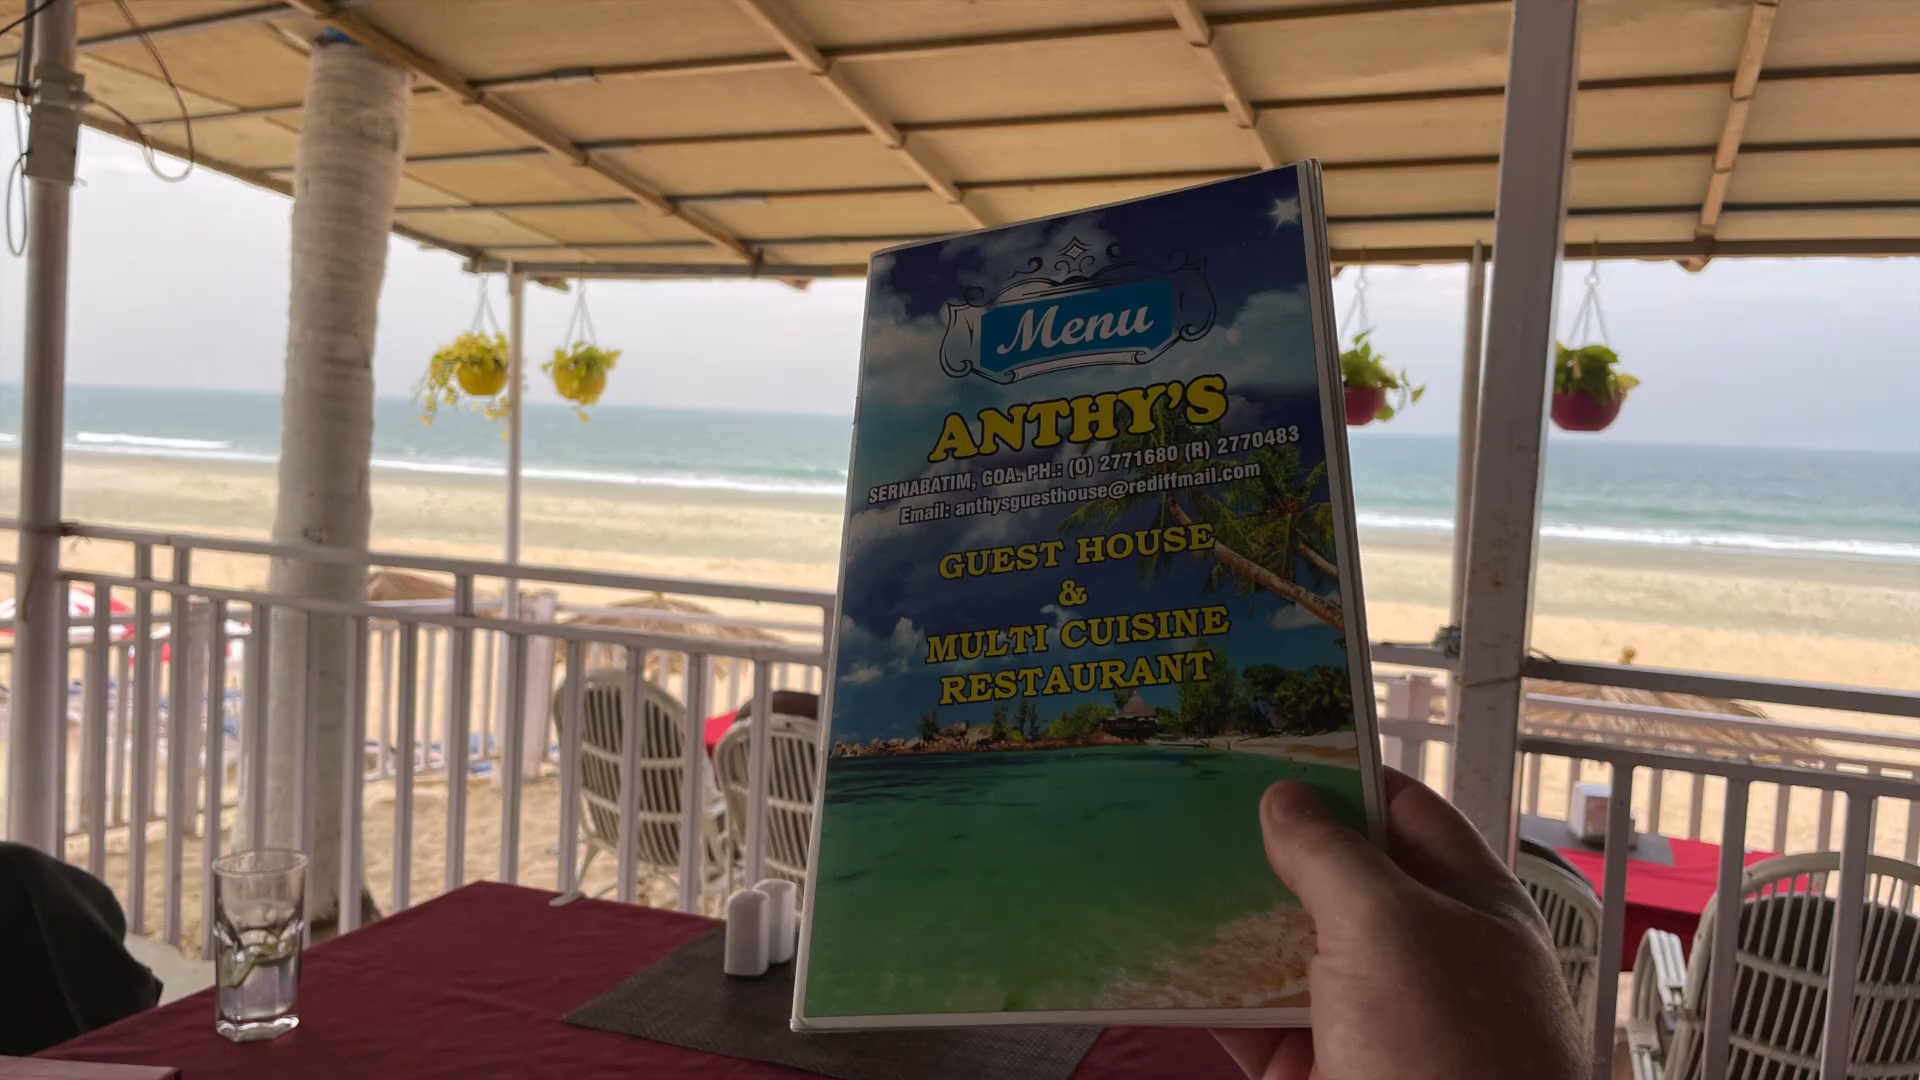 Menu
ANTHY'S
SERNABATIM, GOA. PH.: (O) 2771680 (R) 2770483
Email: anthysguesthouse@rediffmail.com
GUEST HOUSE
&
MULTI CUISINE
RESTAURANT